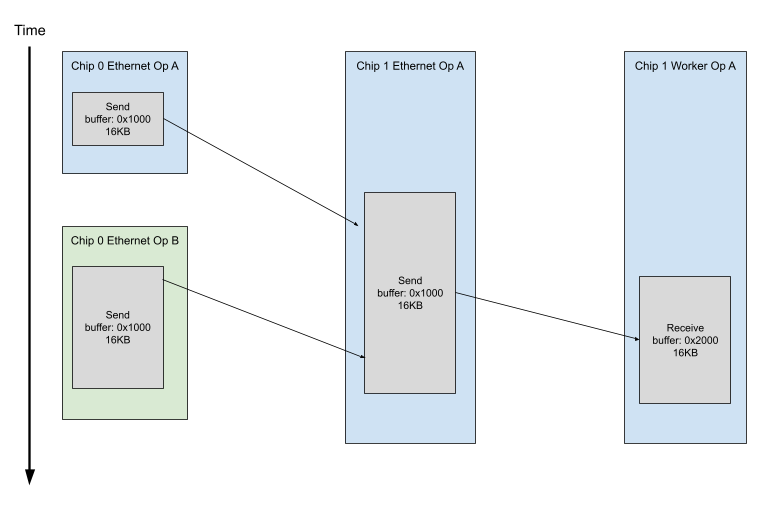 Time
Chip 0 Ethernet Op A
Send
buffer: 0x1000
16KB
Chip 0 Ethernet Op B
Send
buffer: 0x1000
16KB
Chip 1 Ethernet Op A
Send
buffer: 0x1000
16KB
Chip 1 Worker Op A
Receive
buffer: 0x2000
16KB